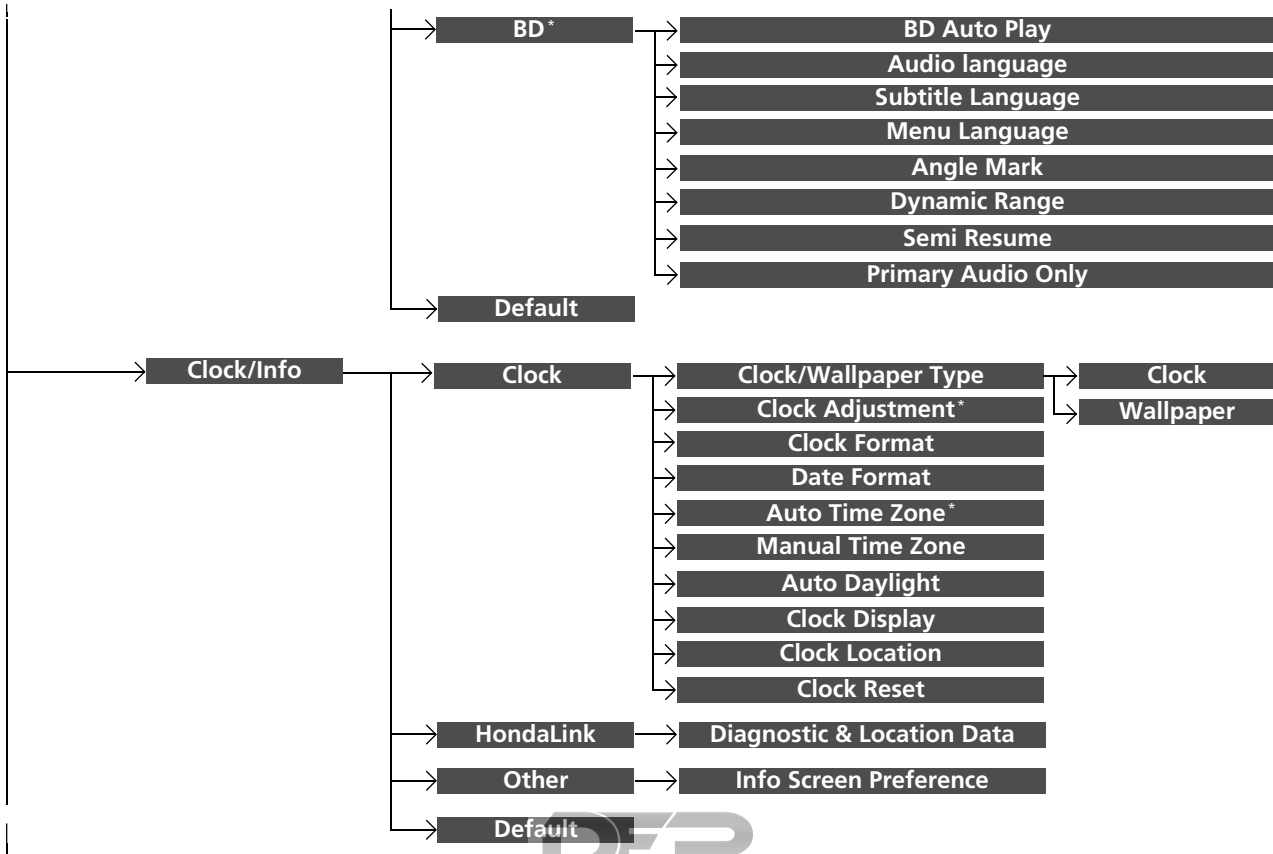 BD* BD Auto Play
Audio language
Subtitle Language
Menu Language
Angle Mark
Dynamic Range
Semi Resume
Primary Audio Only
Default
Clock/Info Clock Clock/Wallpaper Type Clock
Clock Adjustment* Wallpaper
Clock Format
Date Format
Auto Time Zone*
Manual Time Zone
Auto Daylight
Clock Display
Clock Location
Clock Reset
HondaLink Diagnostic & Location Data
Other Info Screen Preference
Default